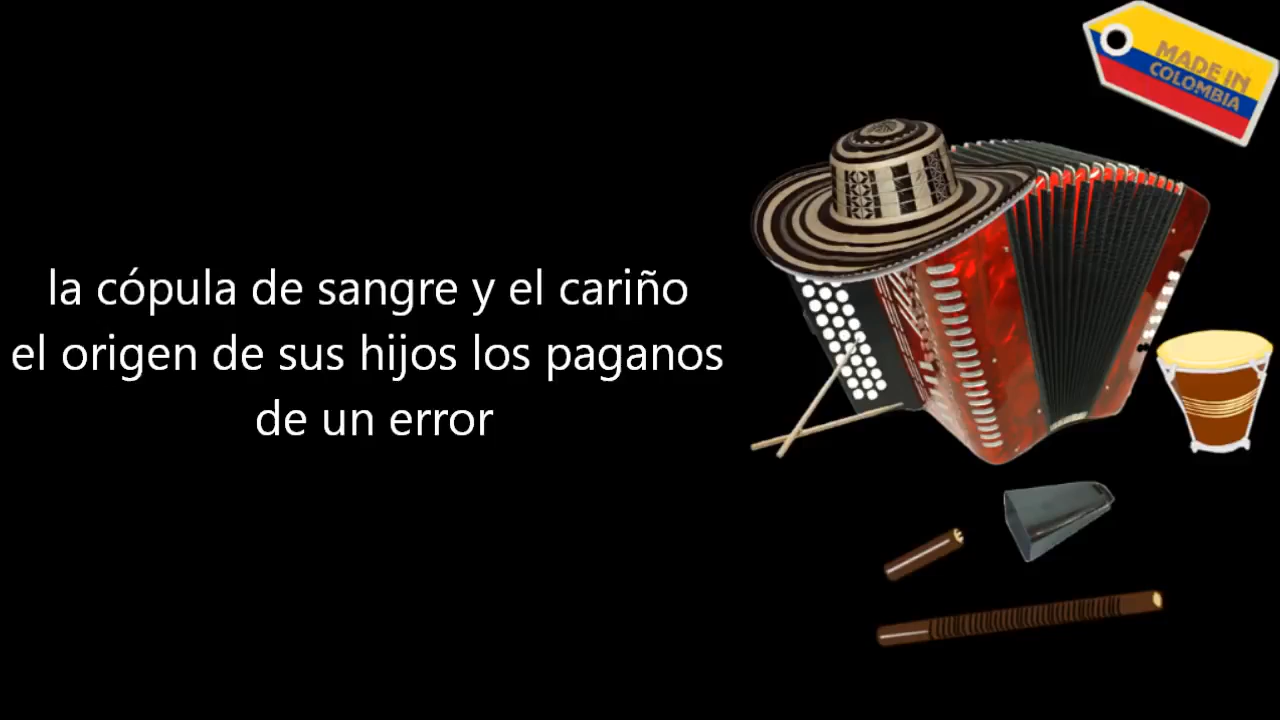 MADE IN
COLOMBIA
la cópula de sangre y el cariño
el origen de sus hijos los paganos
de un error